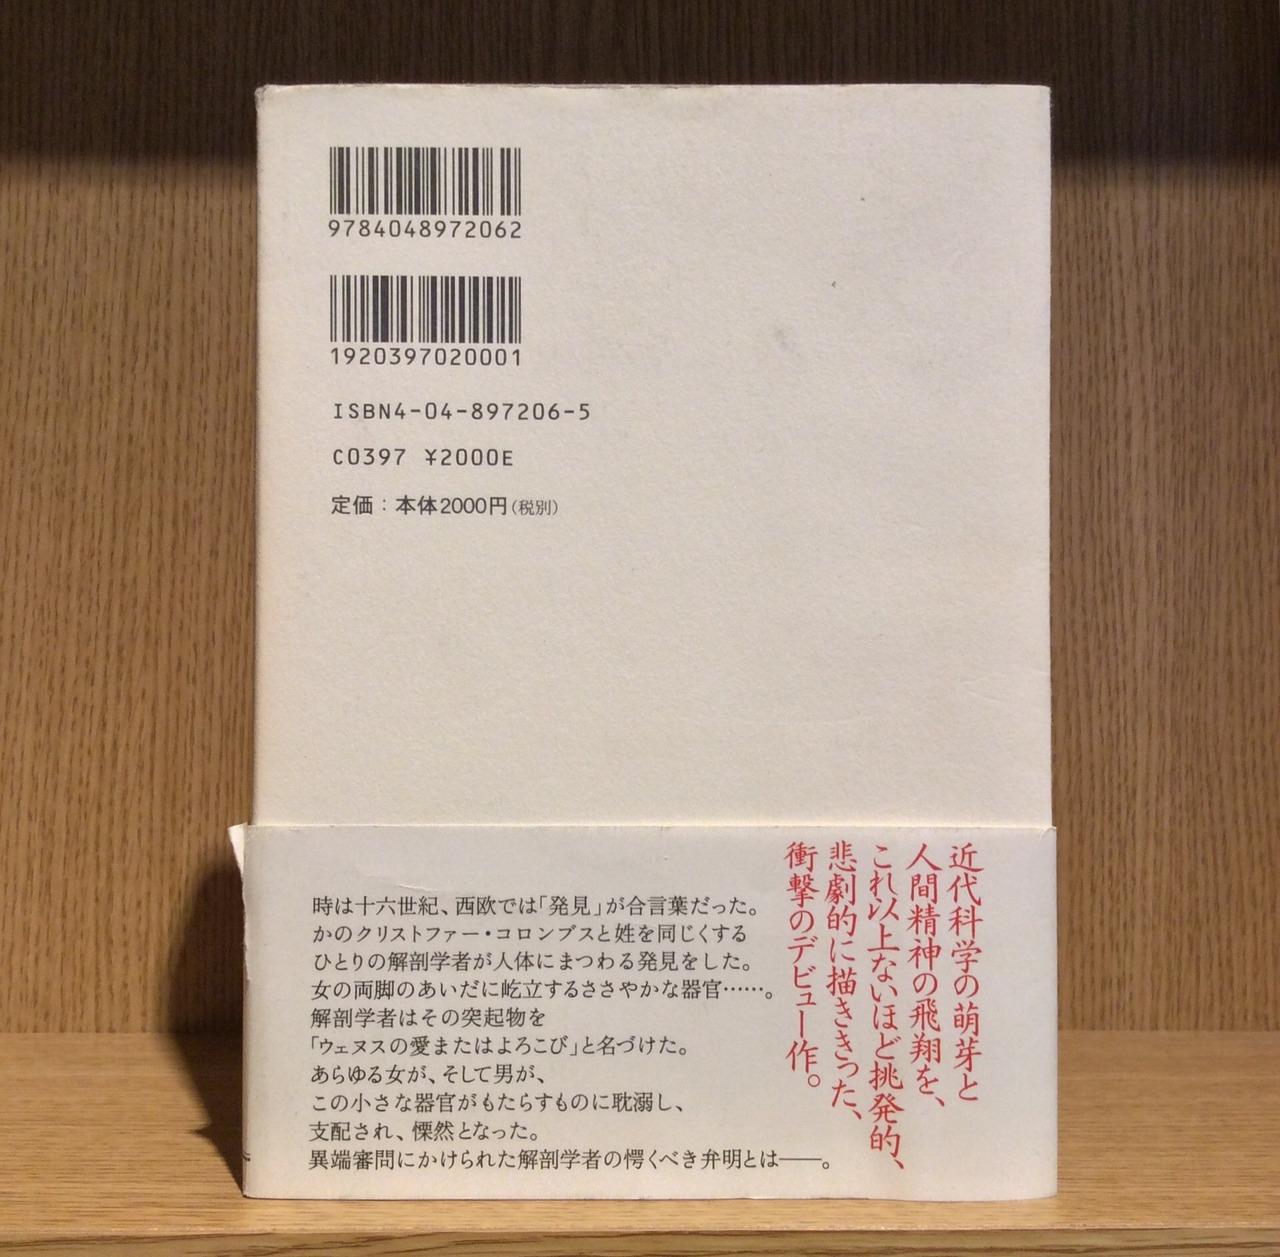 9784048972062
1920397020001
ISBN4-04-897206-5
C0397 ¥2000E
定価：本体2000円（税別）
近代科学の萌芽と
人間精神の飛翔を、
これ以上ないほど挑発的、
悲劇的に描ききった、
衝撃のデビュー作。
時は十六世紀、西欧では「発見」が合言葉だった。
かのクリストファー・コロンブスと姓を同じくする
ひとりの解剖学者が人体にまつわる発見をした。
女の両脚のあいだに屹立するささやかな器官……。
解剖学者はその突起物を
「ウェヌスの愛またはよろこび」と名づけた。
あらゆる女が、そして男が、
この小さな器官がもたらすものに耽溺し、
支配され、慄然となった。
異端審問にかけられた解剖学者の愕くべき弁明とは――。